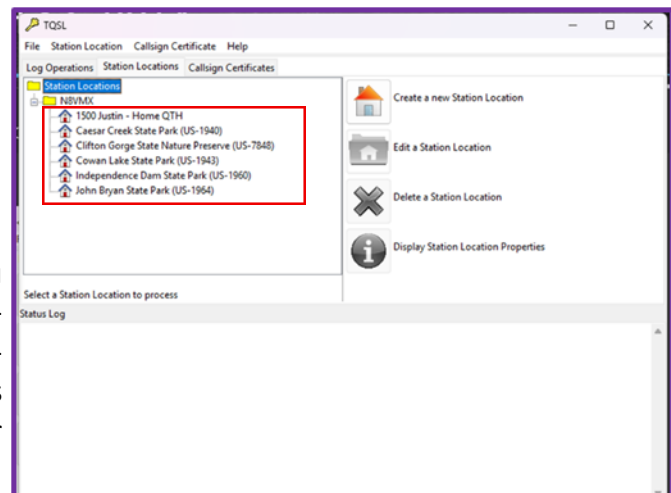 TQSL
File Station Location Callsign Certificate Help
Log Operations Station Locations Callsign Certificates
Station Locations
N8VMX
1500 Justin - Home QTH
Caesar Creek State Park (US-1940)
Clifton Gorge State Nature Preserve (US-7848)
Cowan Lake State Park (US-1943)
Independence Dam State Park (US-1960)
John Bryan State Park (US-1964)
Create a new Station Location
Edit a Station Location
Delete a Station Location
Display Station Location Properties
Select a Station Location to process
Status Log